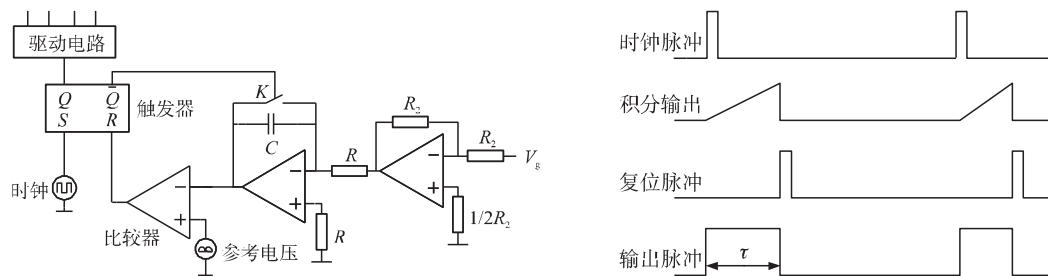 驱动电路
Q Q̄
S R
触发器
K
C
时钟
比较器
参考电压
R
R
R₂
R₂
V_g
1/2R₂
时钟脉冲
积分输出
复位脉冲
输出脉冲
τ